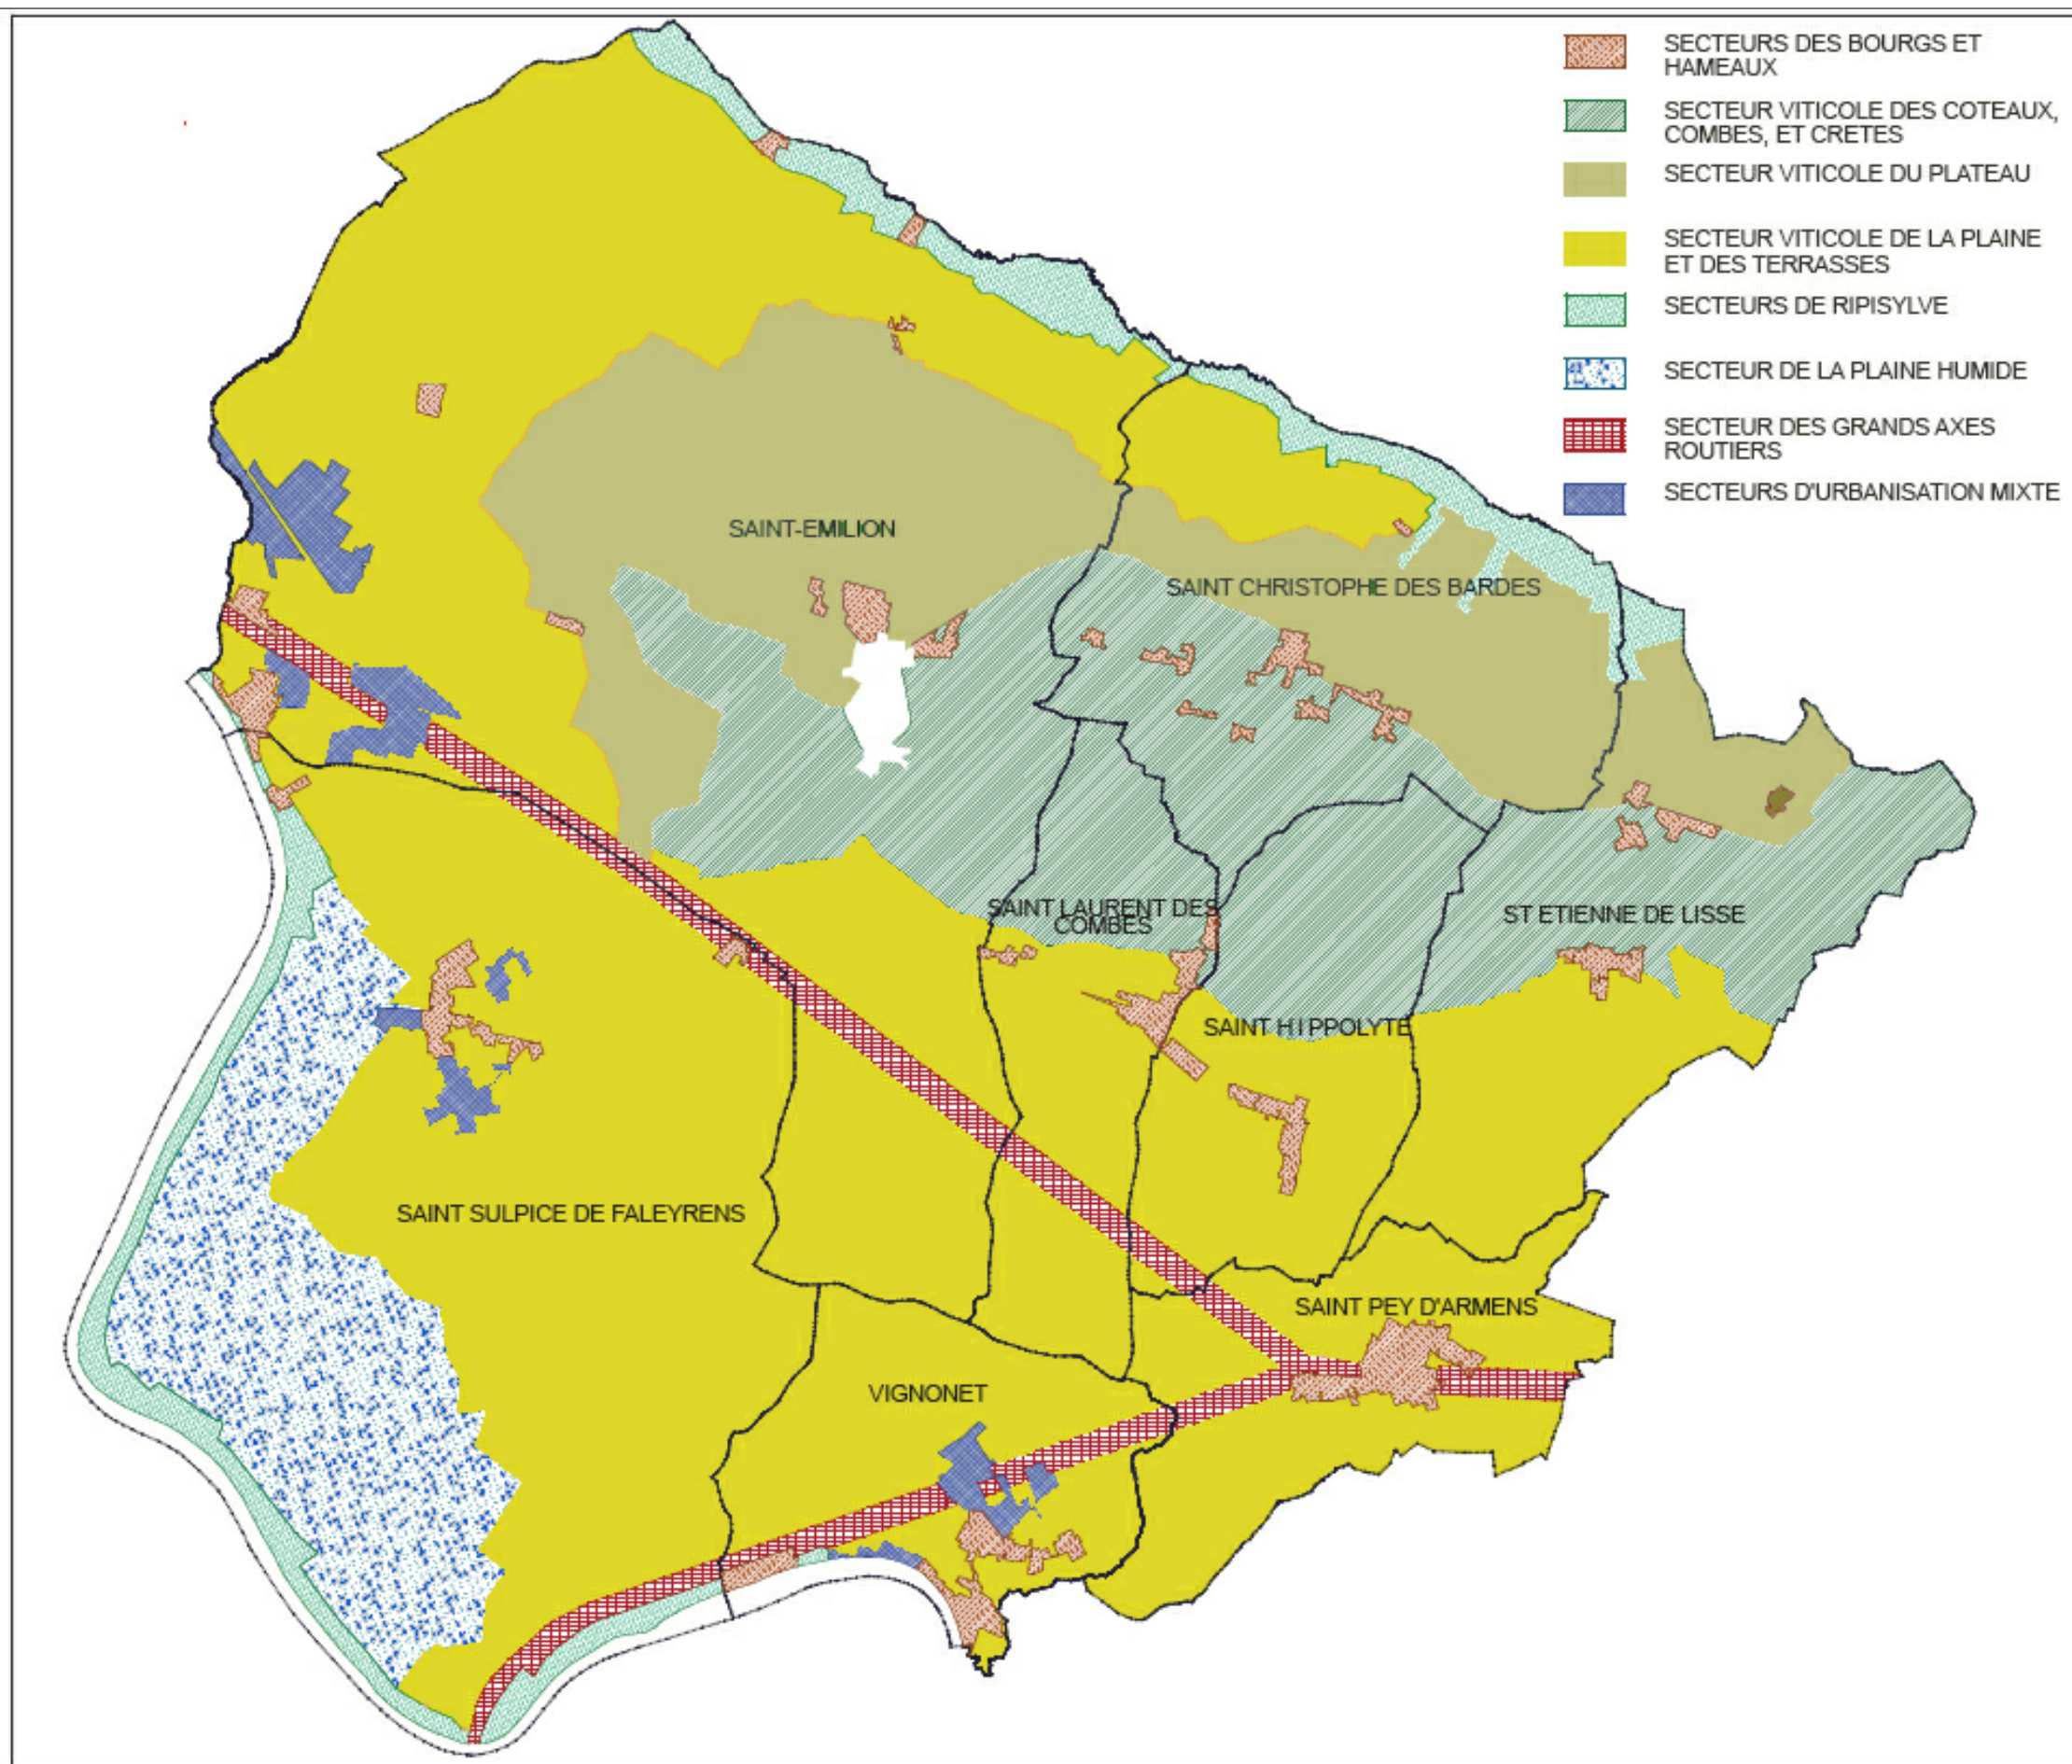 SECTEURS DES BOURGS ET
HAMEAUX
SECTEUR VITICOLE DES COTEAUX,
COMBES, ET CRETES
SECTEUR VITICOLE DU PLATEAU
SECTEUR VITICOLE DE LA PLAINE
ET DES TERRASSES
SECTEURS DE RIPISYLVE
SECTEUR DE LA PLAINE HUMIDE
SECTEUR DES GRANDS AXES
ROUTIERS
SECTEURS D'URBANISATION MIXTE
SAINT-EMILION
SAINT CHRISTOPHE DES BARDES
SAINT LAURENT DES
COMBES
ST ETIENNE DE LISSE
SAINT HIPPOLYTE
SAINT SULPICE DE FALEYRENS
SAINT PEY D'ARMENS
VIGNONET